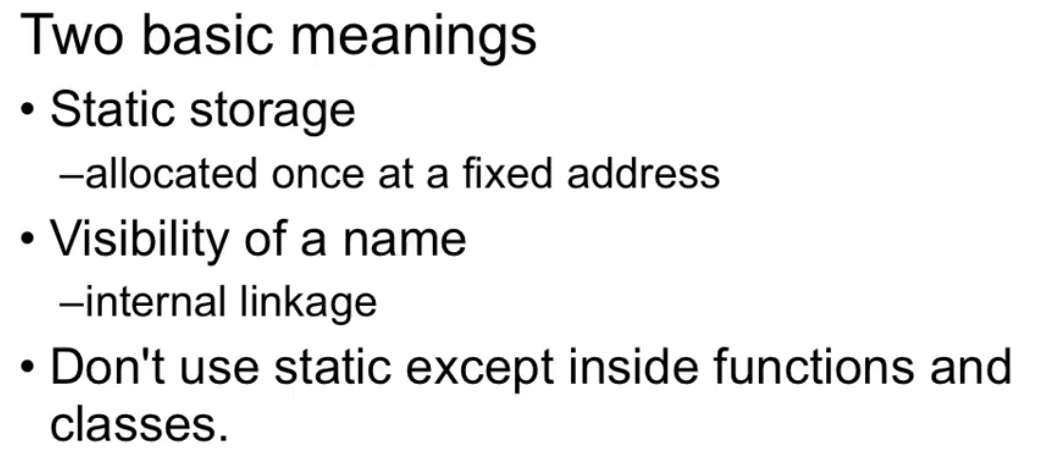 Two basic meanings
• Static storage
–allocated once at a fixed address
• Visibility of a name
–internal linkage
• Don't use static except inside functions and
classes.